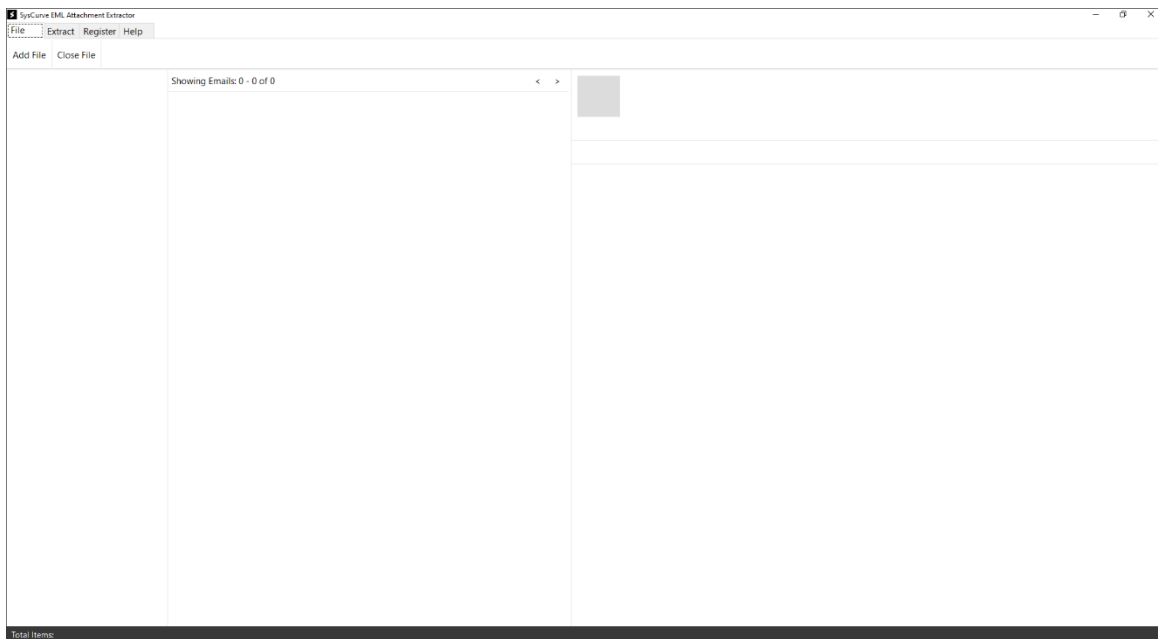 SysCurve EML Attachment Extractor
File Extract Register Help
Add File Close File
Showing Emails: 0 - 0 of 0 < >
Total Items: